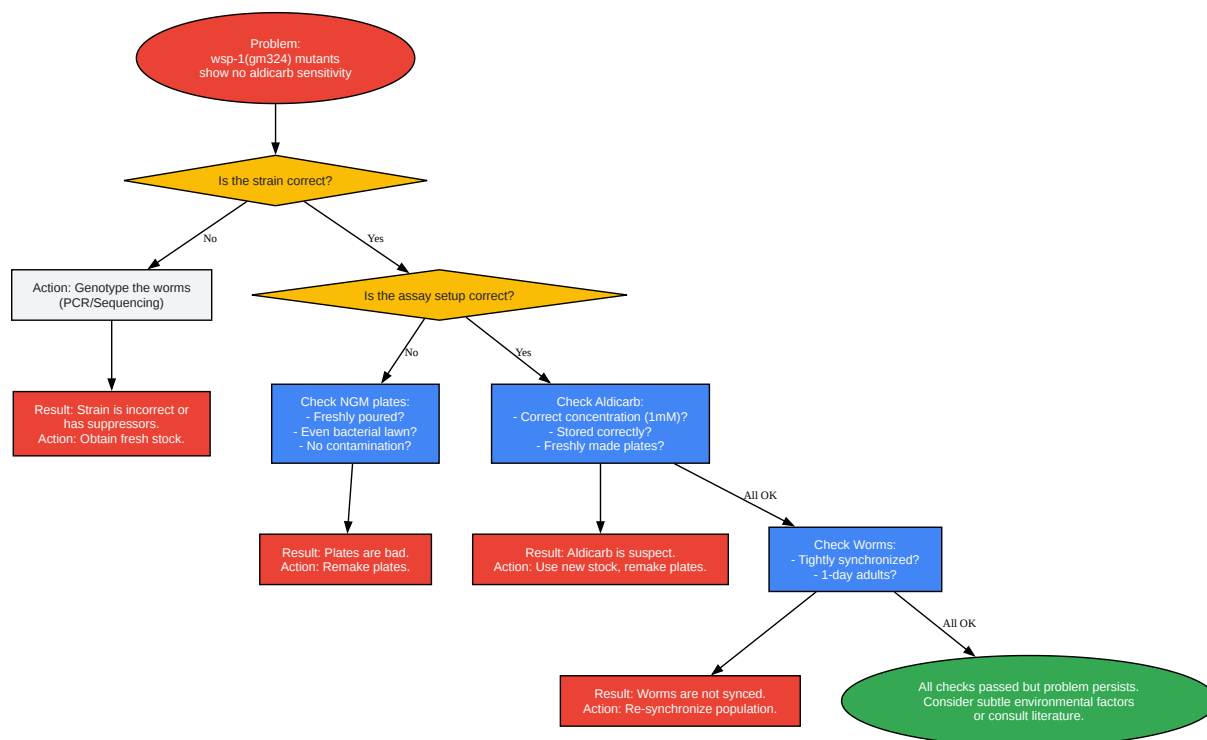 Problem:
wsp-1(gm324) mutants
show no aldicarb sensitivity
Is the strain correct?
No
Yes
Action: Genotype the worms
(PCR/Sequencing)
Is the assay setup correct?
No
Yes
Result: Strain is incorrect or
has suppressors.
Action: Obtain fresh stock.
Check NGM plates:
- Freshly poured?
- Even bacterial lawn?
- No contamination?
Check Aldicarb:
- Correct concentration (1mM)?
- Stored correctly?
- Freshly made plates?
All OK
Result: Plates are bad.
Action: Remake plates.
Result: Aldicarb is suspect.
Action: Use new stock, remake plates.
Check Worms:
- Tightly synchronized?
- 1-day adults?
All OK
Result: Worms are not synced.
Action: Re-synchronize population.
All checks passed but problem persists.
Consider subtle environmental factors
or consult literature.